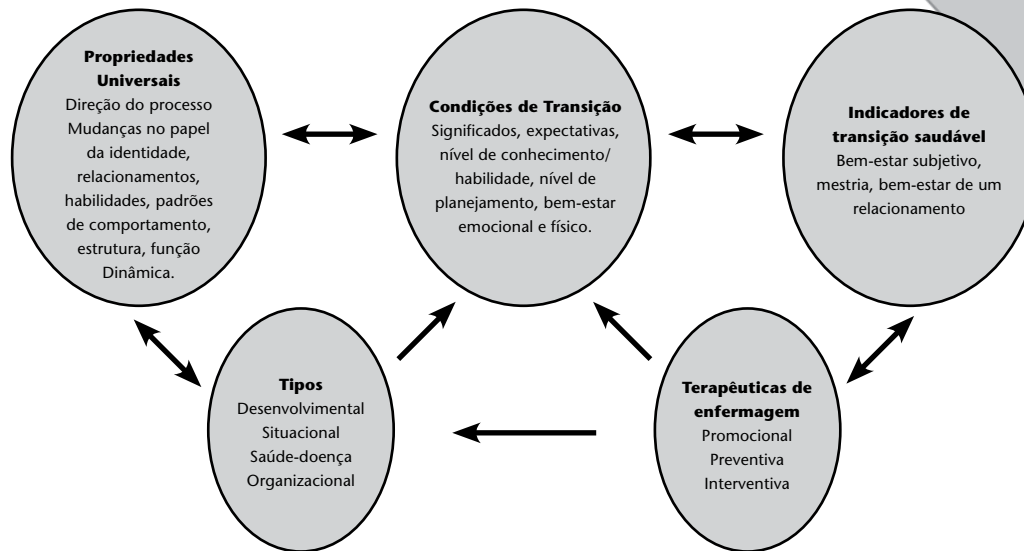 Propriedades
Universais
Direção do processo
Mudanças no papel
da identidade,
relacionamentos,
habilidades, padrões
de comportamento,
estrutura, função
Dinâmica.
Condições de Transição
Significados, expectativas,
nível de conhecimento/
habilidade, nível de
planejamento, bem-estar
emocional e físico.
Indicadores de
transição saudável
Bem-estar subjetivo,
mestria, bem-estar de um
relacionamento
Tipos
Desenvolvimental
Situacional
Saúde-doença
Organizacional
Terapêuticas de
enfermagem
Promocional
Preventiva
Interventiva